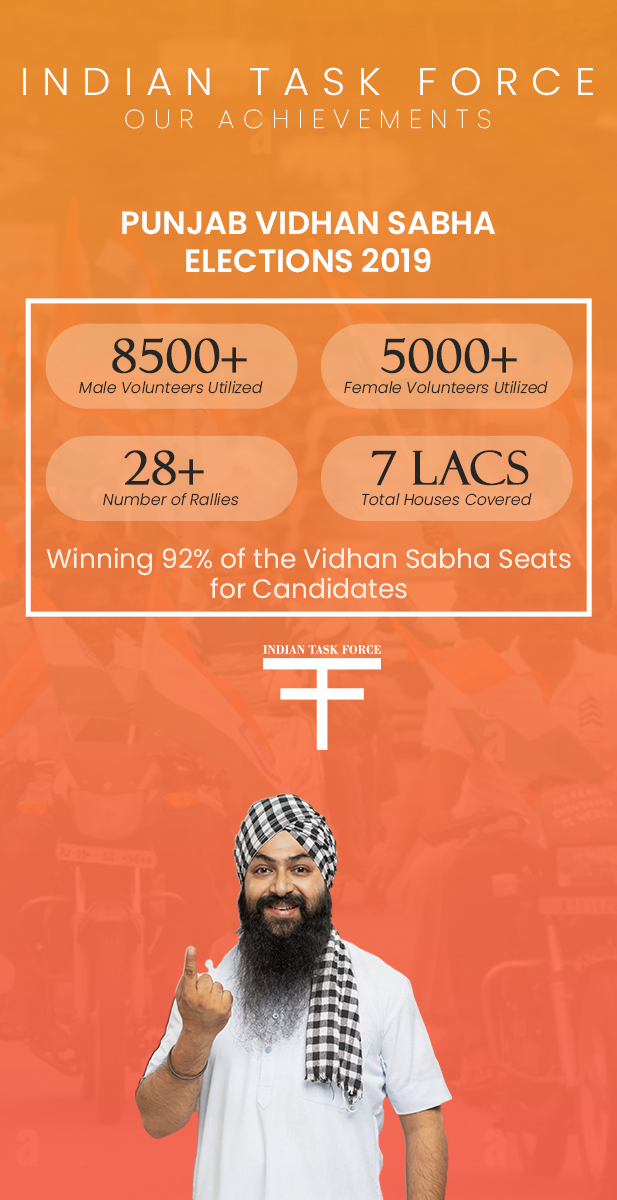 INDIAN TASK FORCE
OUR ACHIEVEMENTS
PUNJAB VIDHAN SABHA
ELECTIONS 2019
8500+
Male Volunteers Utilized
5000+
Female Volunteers Utilized
28+
Number of Rallies
7 LACS
Total Houses Covered
Winning 92% of the Vidhan Sabha Seats
for Candidates
INDIAN TASK FORCE